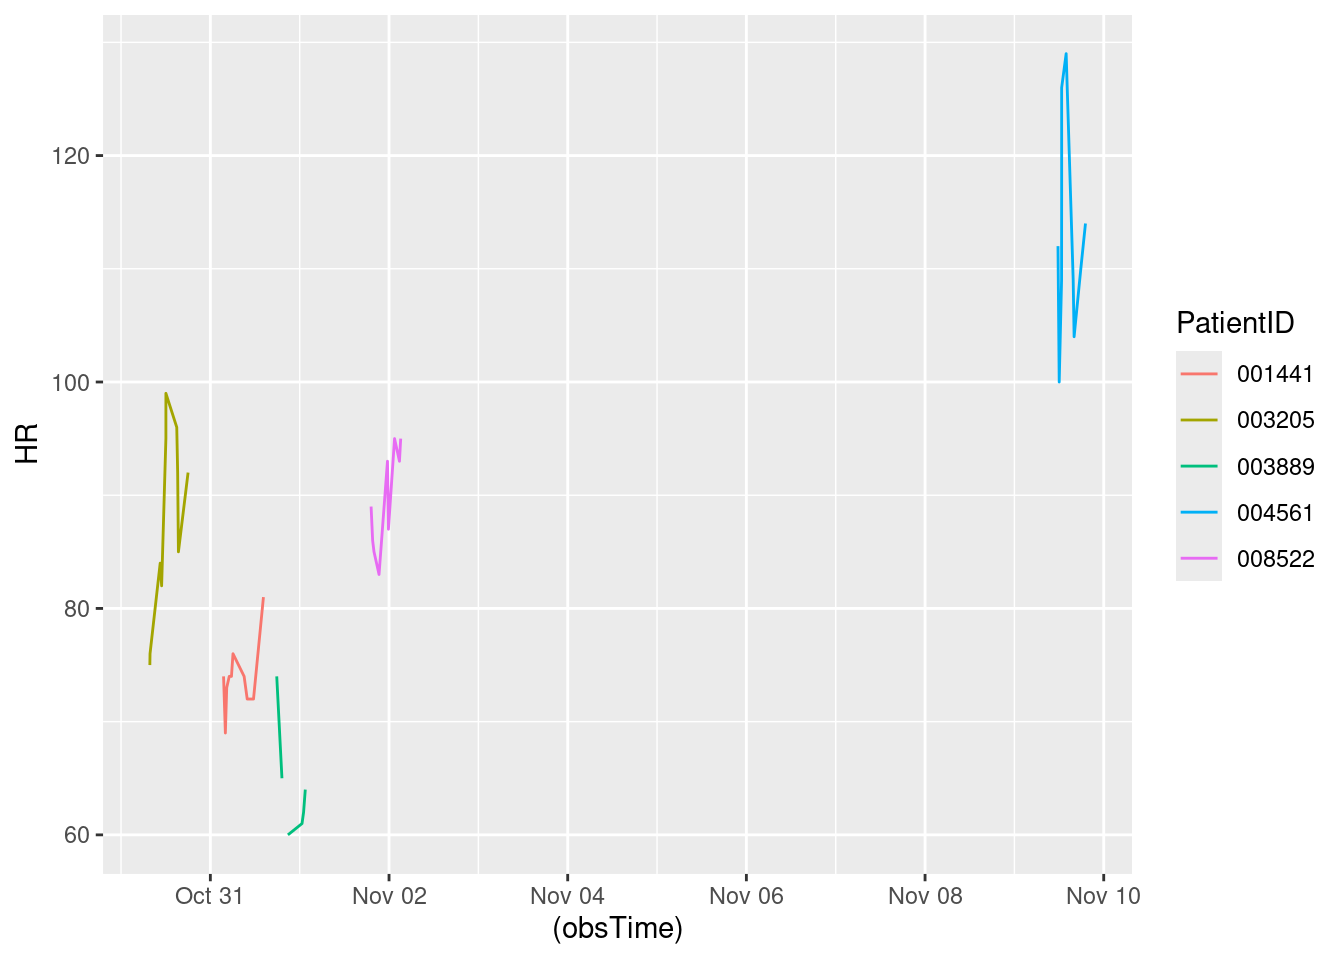 120
100
80
60
HR
Oct 31
Nov 02
Nov 04
Nov 06
Nov 08
Nov 10
(obsTime)
PatientID
001441
003205
003889
004561
008522